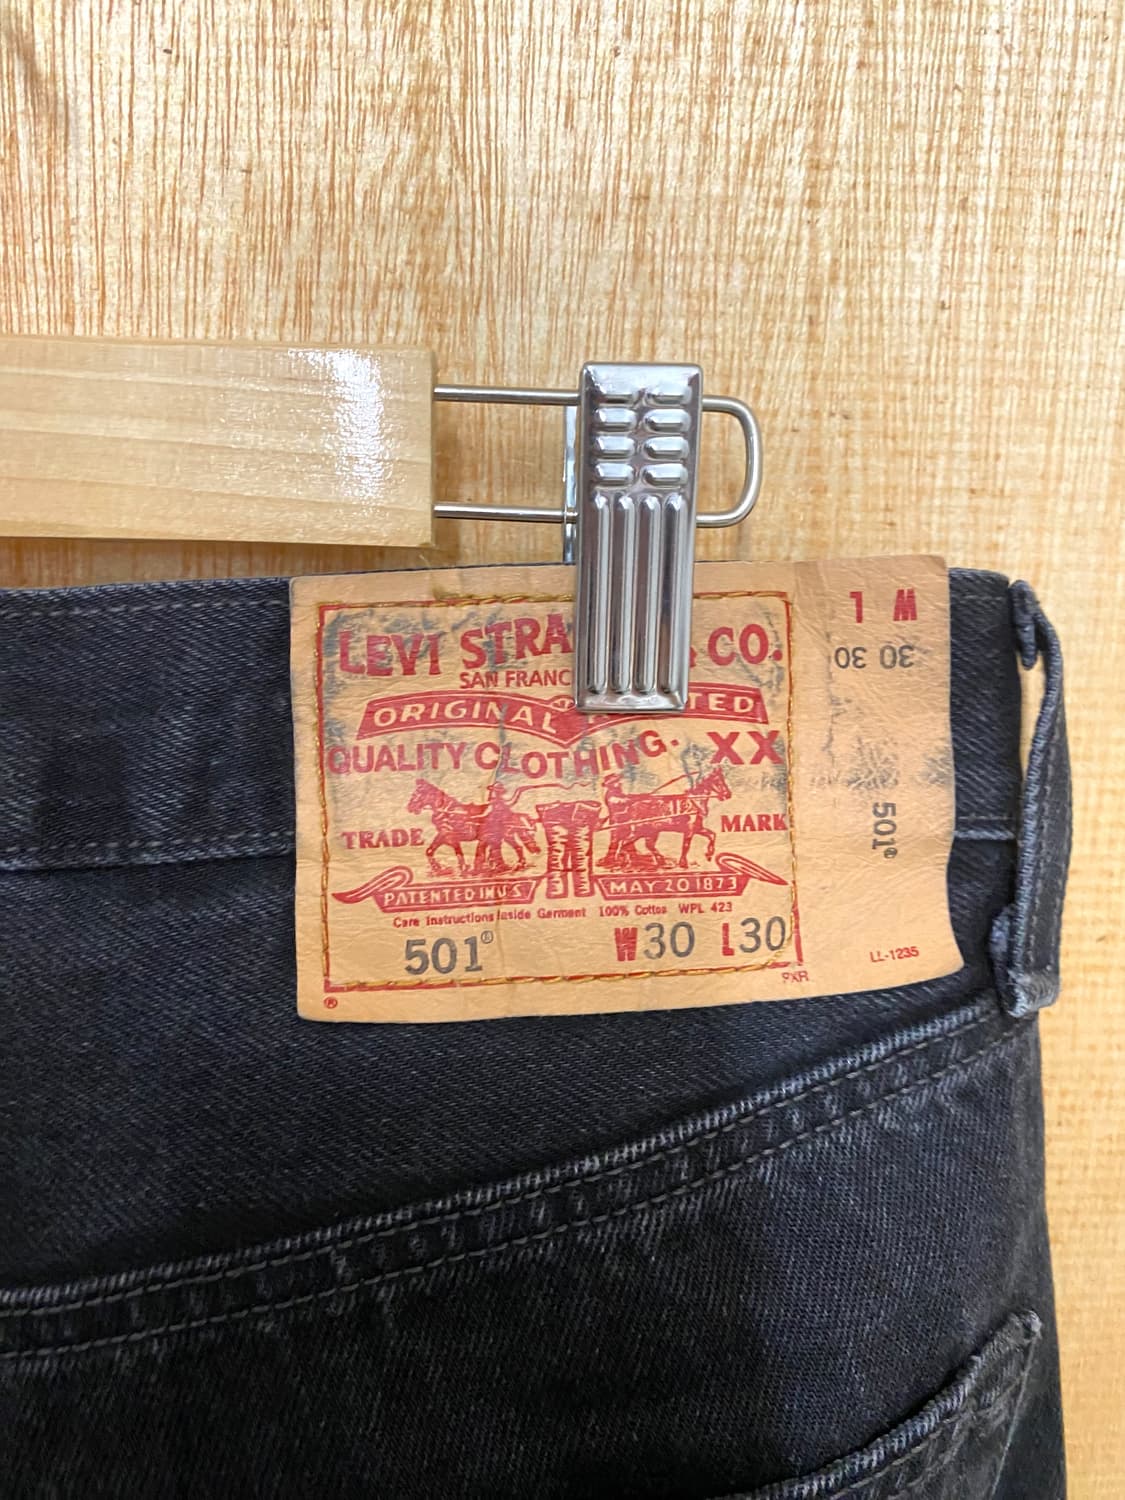 LEVI STRA & CO.
SAN FRANC
ORIGINAL TED
QUALITY CLOTHING. XX
TRADE MARK
PATENTED IN U.S MAY 20 1873
Care Instructions Inside Garment 100% Cotton WPL 423
501® W30 L30
®
PXR
LL-1235
W L
30 30
501®